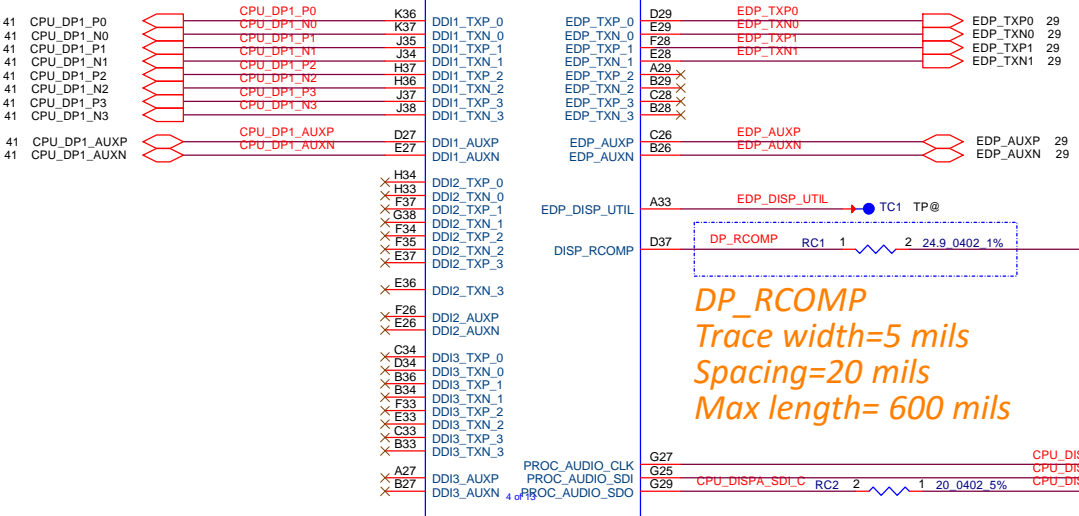 41 CPU_DP1_P0 CPU_DP1_P0 K36 DDI1_TXP_0 EDP_TXP_0 D29 EDP_TXP0 EDP_TXP0 29
41 CPU_DP1_N0 CPU_DP1_N0 K37 DDI1_TXN_0 EDP_TXN_0 E29 EDP_TXN0 EDP_TXN0 29
41 CPU_DP1_P1 CPU_DP1_P1 J35 DDI1_TXP_1 EDP_TXP_1 F28 EDP_TXP1 EDP_TXP1 29
41 CPU_DP1_N1 CPU_DP1_N1 J34 DDI1_TXN_1 EDP_TXN_1 E28 EDP_TXN1 EDP_TXN1 29
41 CPU_DP1_P2 CPU_DP1_P2 H37 DDI1_TXP_2 EDP_TXP_2 A29
41 CPU_DP1_N2 CPU_DP1_N2 H36 DDI1_TXN_2 EDP_TXN_2 B29
41 CPU_DP1_P3 CPU_DP1_P3 J37 DDI1_TXP_3 EDP_TXP_3 C28
41 CPU_DP1_N3 CPU_DP1_N3 J38 DDI1_TXN_3 EDP_TXN_3 B28
41 CPU_DP1_AUXP CPU_DP1_AUXP D27 DDI1_AUXP EDP_AUXP C26 EDP_AUXP EDP_AUXP 29
41 CPU_DP1_AUXN CPU_DP1_AUXN E27 DDI1_AUXN EDP_AUXN B26 EDP_AUXN EDP_AUXN 29
H34 DDI2_TXP_0
H33 DDI2_TXN_0
F37 DDI2_TXP_1 EDP_DISP_UTIL A33 EDP_DISP_UTIL TC1 TP@
G38 DDI2_TXN_1
F34 DDI2_TXP_2
F35 DDI2_TXN_2 DISP_RCOMP D37 DP_RCOMP RC1 1 2 24.9_0402_1%
E37 DDI2_TXP_3
E36 DDI2_TXN_3
DP_RCOMP
F26 DDI2_AUXP
E26 DDI2_AUXN
Trace width=5 mils
C34 DDI3_TXP_0
D34 DDI3_TXN_0
Spacing=20 mils
B36 DDI3_TXP_1
B34 DDI3_TXN_1
F33 DDI3_TXP_2
Max length= 600 mils
E33 DDI3_TXN_2
C33 DDI3_TXP_3
B33 DDI3_TXN_3
PROC_AUDIO_CLK G27 CPU_DIS
A27 DDI3_AUXP PROC_AUDIO_SDI G25 CPU_DIS
B27 DDI3_AUXN 4 of 13 PROC_AUDIO_SDO G29 CPU_DISPA_SDI_C RC2 2 1 20_0402_5% CPU_DIS